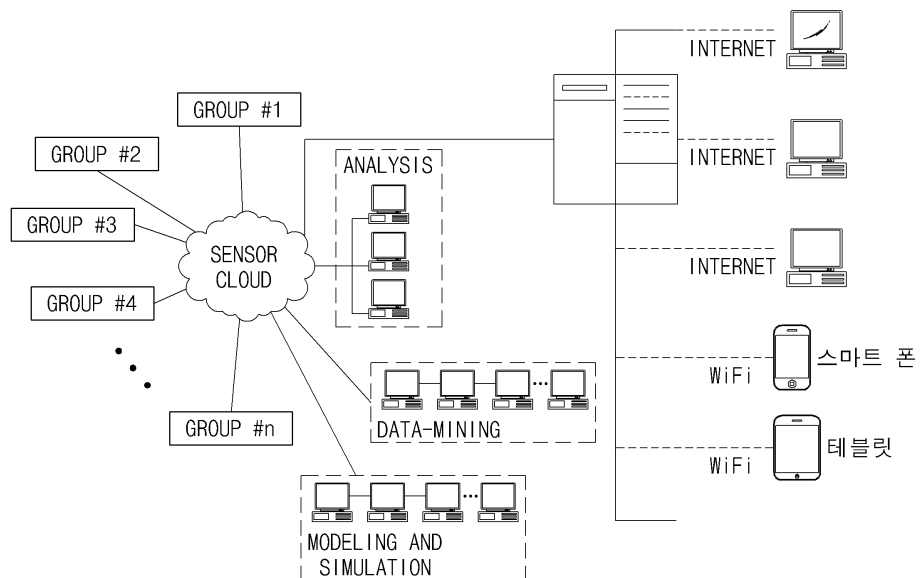 INTERNET
GROUP #1
GROUP #2
ANALYSIS
INTERNET
GROUP #3
SENSOR
CLOUD
INTERNET
GROUP #4
스마트 폰
WiFi
GROUP #n
DATA-MINING
테블릿
WiFi
MODELING AND
SIMULATION